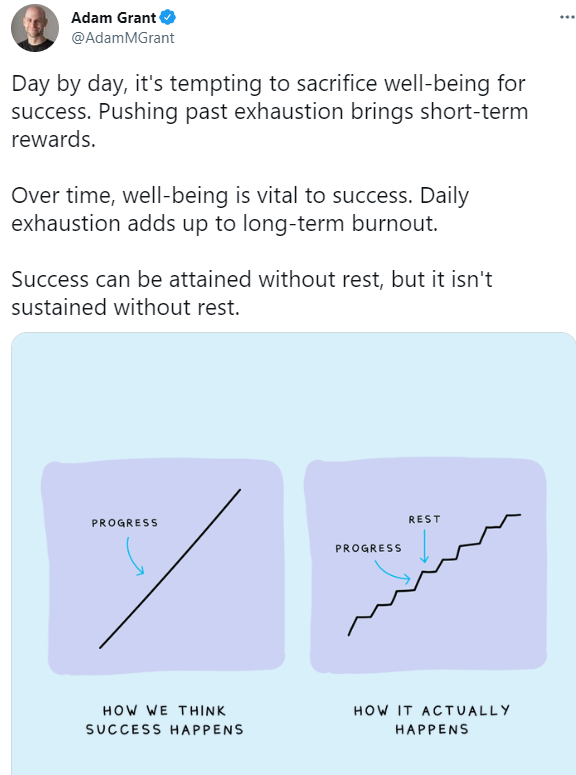 Adam Grant
@AdamMGrant
Day by day, it's tempting to sacrifice well-being for
success. Pushing past exhaustion brings short-term
rewards.
Over time, well-being is vital to success. Daily
exhaustion adds up to long-term burnout.
Success can be attained without rest, but it isn't
sustained without rest.
PROGRESS
HOW WE THINK
SUCCESS HAPPENS
REST
PROGRESS
HOW IT ACTUALLY
HAPPENS